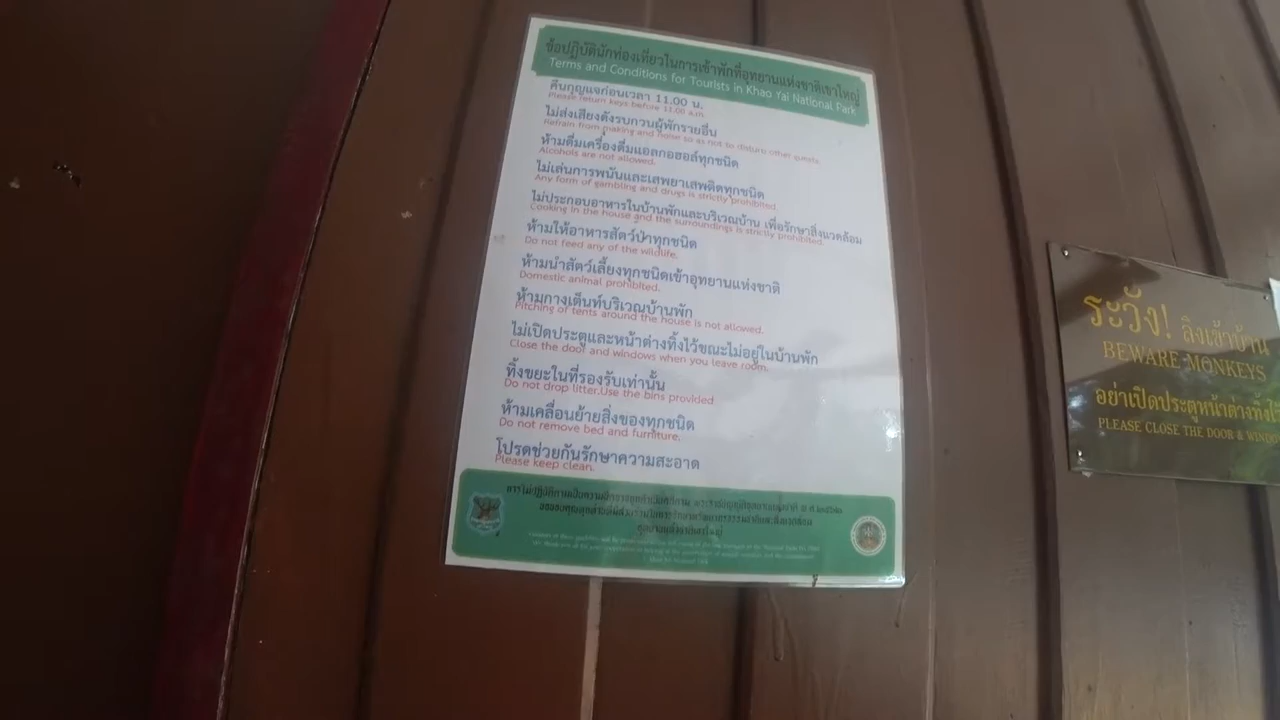 ข้อปฏิบัตินักท่องเที่ยวในการเข้าพักที่อุทยานแห่งชาติเขาใหญ่
Terms and Conditions for Tourists in Khao Yai National Park
คืนกุญแจก่อนเวลา 11.00 น.
Please return keys before 11.00 a.m.
ไม่ส่งเสียงดังรบกวนผู้พักรายอื่น
Refrain from making and noise so as not so disturb other guests.
ห้ามดื่มเครื่องดื่มแอลกอฮอล์ทุกชนิด
Alcohols are not allowed.
ไม่เล่นการพนันและเสพยาเสพติดทุกชนิด
Any form of gambling and drugs is strictly prohibited.
ไม่ประกอบอาหารในบ้านพักและบริเวณบ้าน เพื่อรักษาสิ่งแวดล้อม
Cooking in the house and the surroundings is strictly prohibited.
ห้ามให้อาหารสัตว์ป่าทุกชนิด
Do not feed any of the wildlife.
ห้ามนำสัตว์เลี้ยงทุกชนิดเข้าอุทยานแห่งชาติ
Domestic animal prohibited.
ห้ามกางเต็นท์บริเวณบ้านพัก
Pitching of tents around the house is not allowed.
ไม่เปิดประตูและหน้าต่างทิ้งไว้ขณะไม่อยู่ในบ้านพัก
Close the door and windows when you leave room.
ทิ้งขยะในที่รองรับเท่านั้น
Do not drop litter.Use the bins provided
ห้ามเคลื่อนย้ายสิ่งของทุกชนิด
Do not remove bed and furniture.
โปรดช่วยกันรักษาความสะอาด
Please keep clean.
อุทยานแห่งชาติเขาใหญ่
ระวัง! ลิงเข้าบ้าน
BEWARE MONKEYS
อย่าเปิดประตูหน้าต่างทิ้ง
PLEASE CLOSE THE DOOR &